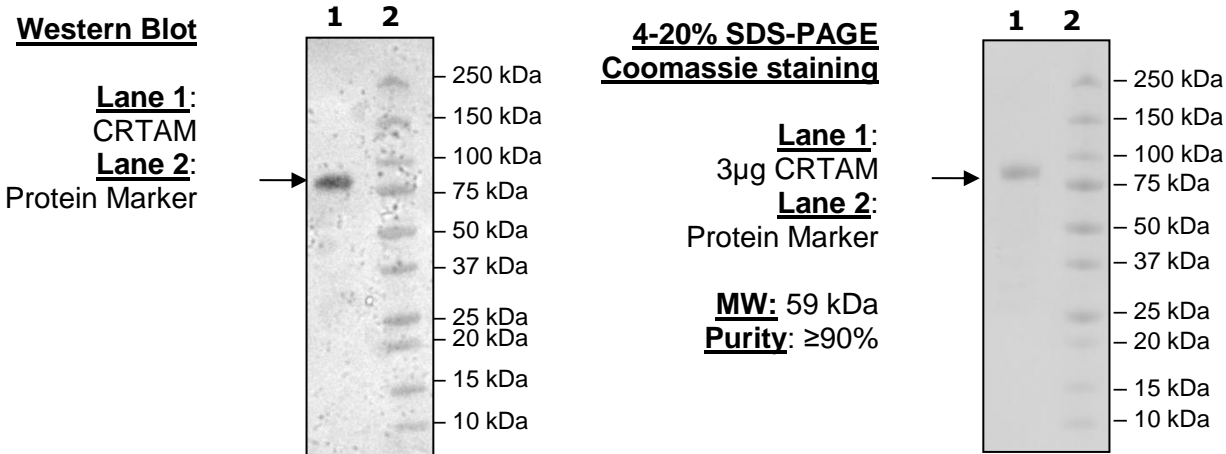 Western Blot
Lane 1:
CRTAM
Lane 2:
Protein Marker
1 2
– 250 kDa
– 150 kDa
– 100 kDa
– 75 kDa
– 50 kDa
– 37 kDa
– 25 kDa
– 20 kDa
– 15 kDa
– 10 kDa
4-20% SDS-PAGE
Coomassie staining
Lane 1:
3µg CRTAM
Lane 2:
Protein Marker
MW: 59 kDa
Purity: ≥90%
1 2
– 250 kDa
– 150 kDa
– 100 kDa
– 75 kDa
– 50 kDa
– 37 kDa
– 25 kDa
– 20 kDa
– 15 kDa
– 10 kDa